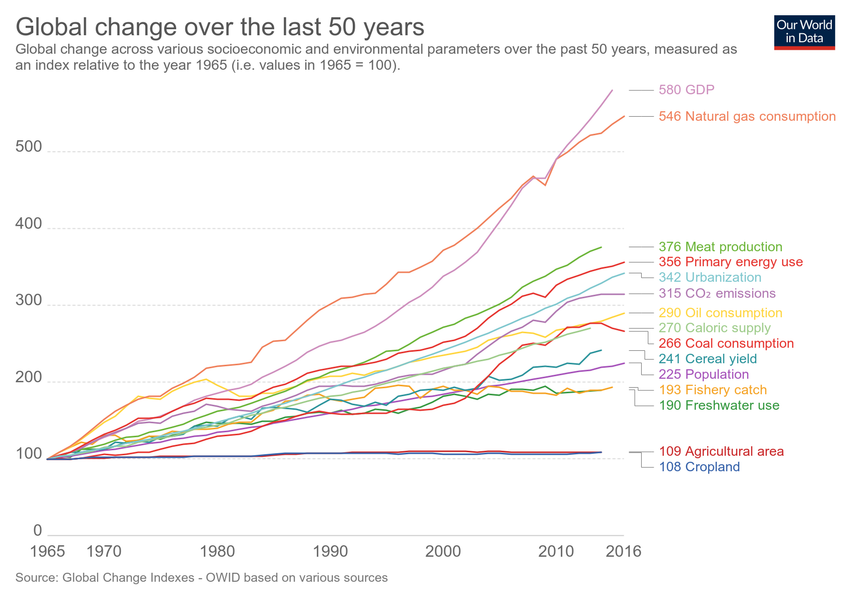 Global change over the last 50 years
Our World
in Data
Global change across various socioeconomic and environmental parameters over the past 50 years, measured as
an index relative to the year 1965 (i.e. values in 1965 = 100).
580 GDP
546 Natural gas consumption
500
400
376 Meat production
356 Primary energy use
342 Urbanization
315 CO₂ emissions
300
290 Oil consumption
270 Caloric supply
266 Coal consumption
241 Cereal yield
225 Population
200
193 Fishery catch
190 Freshwater use
109 Agricultural area
100
108 Cropland
0
1965 1970 1980 1990 2000 2010 2016
Source: Global Change Indexes - OWID based on various sources